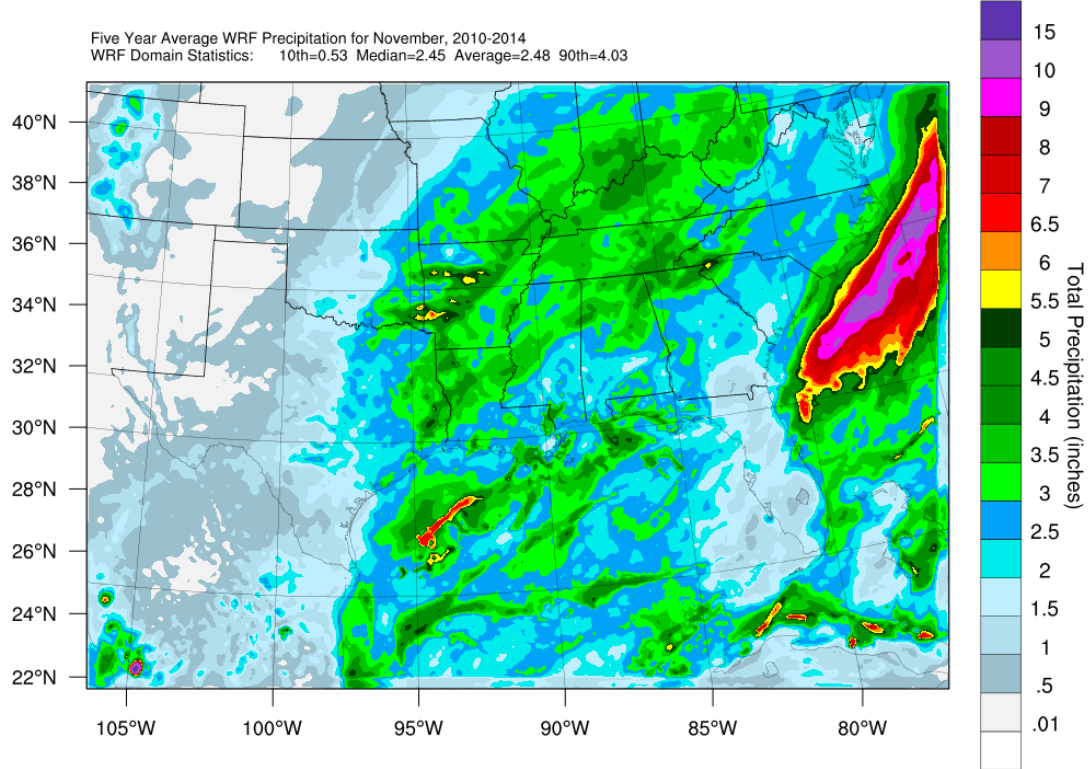 Five Year Average WRF Precipitation for November, 2010-2014
WRF Domain Statistics: 10th=0.53 Median=2.45 Average=2.48 90th=4.03
40°N
38°N
36°N
34°N
32°N
30°N
28°N
26°N
24°N
22°N
105°W
100°W
95°W
90°W
85°W
80°W
15
10
9
8
7
6.5
6
5.5
5
4.5
4
3.5
3
2.5
2
1.5
1
.5
.01
Total Precipitation (inches)